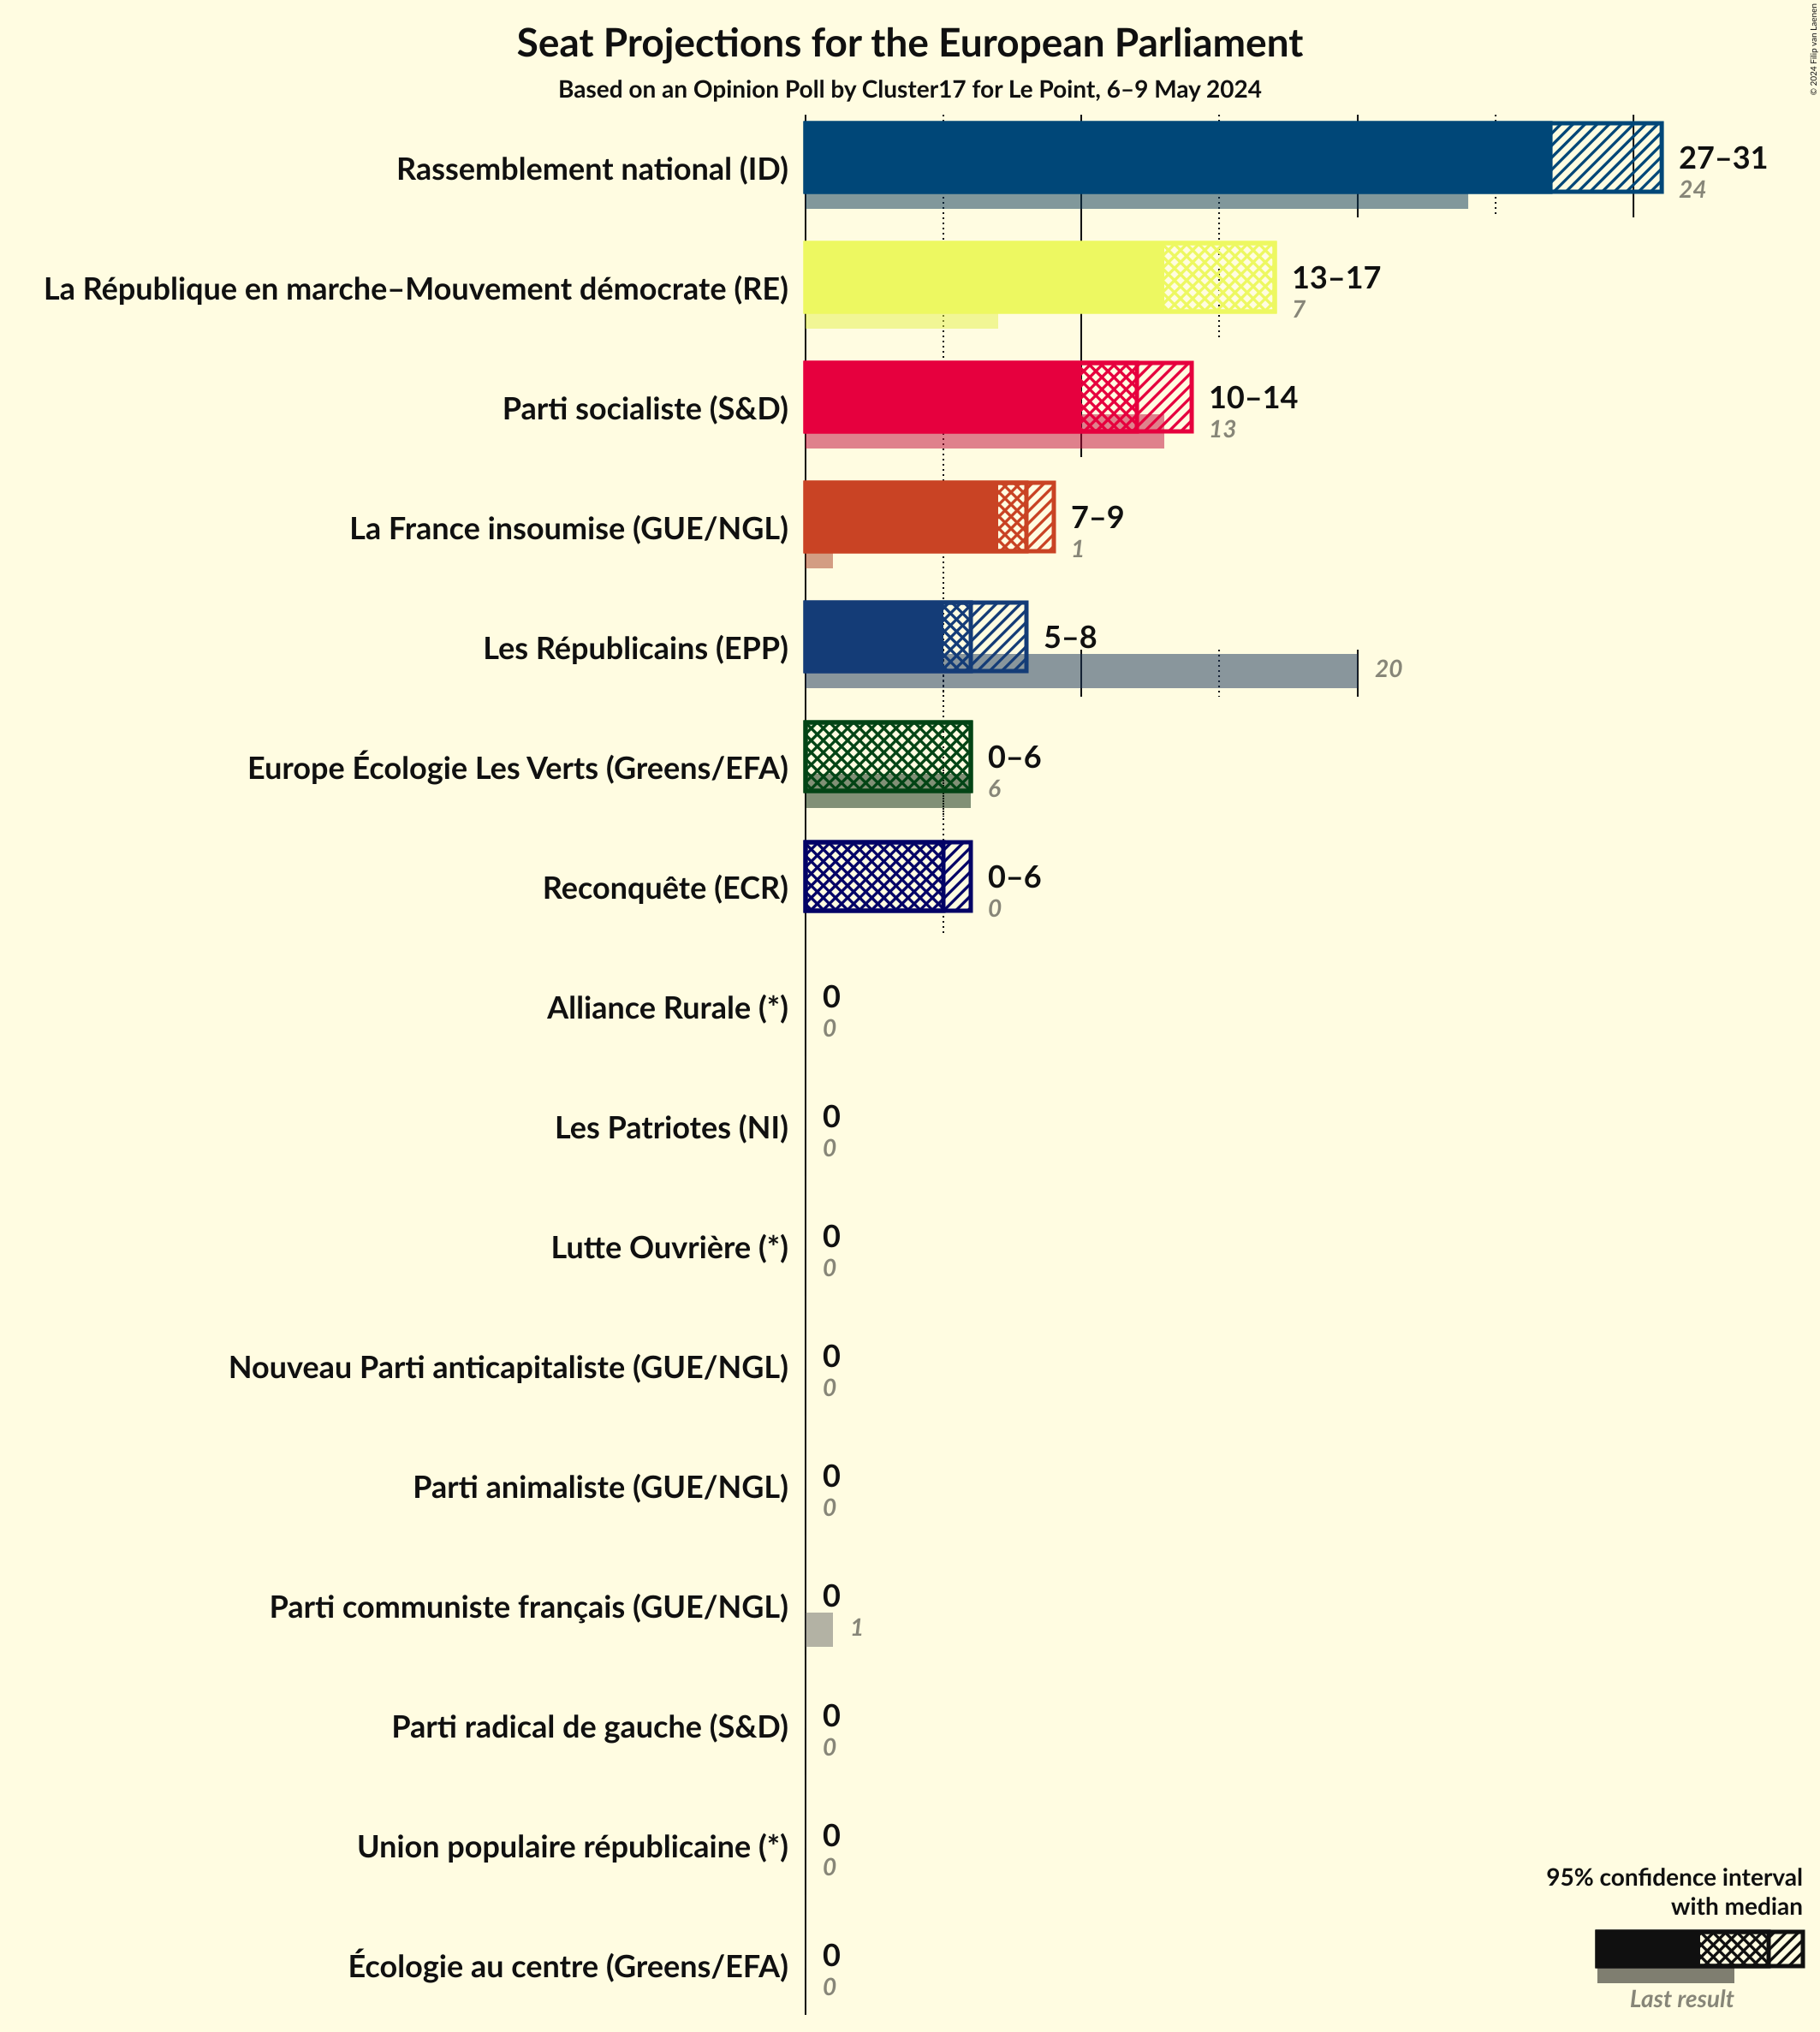 Seat Projections for the European Parliament
Based on an Opinion Poll by Cluster17 for Le Point, 6–9 May 2024
© 2024 Filip van Laenen
Rassemblement national (ID)
27–31
24
La République en marche–Mouvement démocrate (RE)
13–17
7
Parti socialiste (S&D)
10–14
13
La France insoumise (GUE/NGL)
7–9
1
Les Républicains (EPP)
5–8
20
Europe Écologie Les Verts (Greens/EFA)
0–6
6
Reconquête (ECR)
0–6
0
Alliance Rurale (*)
0
0
Les Patriotes (NI)
0
0
Lutte Ouvrière (*)
0
0
Nouveau Parti anticapitaliste (GUE/NGL)
0
0
Parti animaliste (GUE/NGL)
0
0
Parti communiste français (GUE/NGL)
0
1
Parti radical de gauche (S&D)
0
0
Union populaire républicaine (*)
0
0
Écologie au centre (Greens/EFA)
0
0
95% confidence interval
with median
Last result